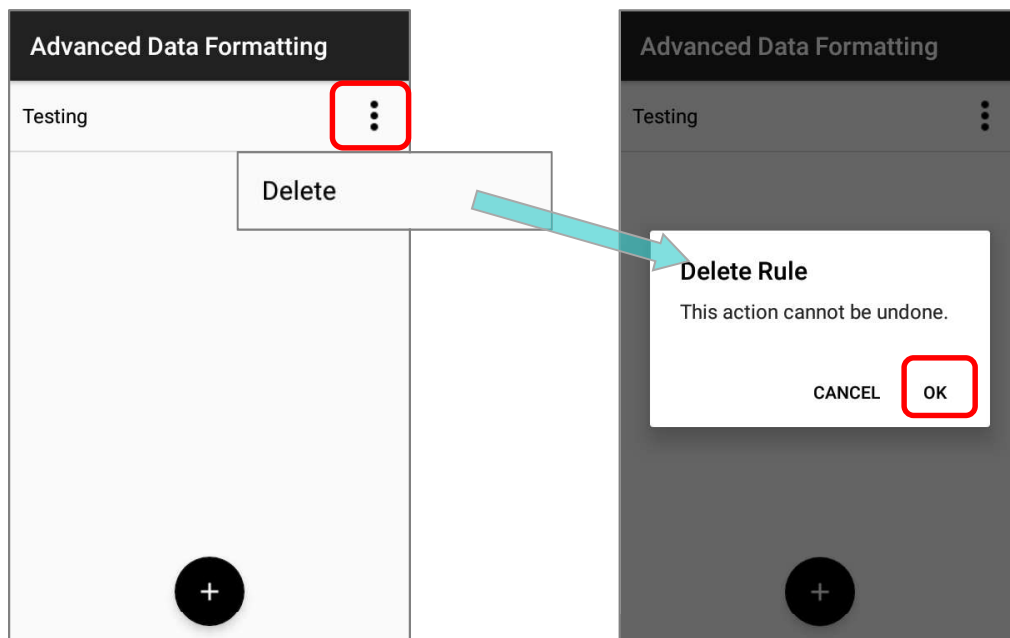 Advanced Data Formatting
Testing
Delete
+
Advanced Data Formatting
Testing
Delete Rule
This action cannot be undone.
CANCEL OK
+